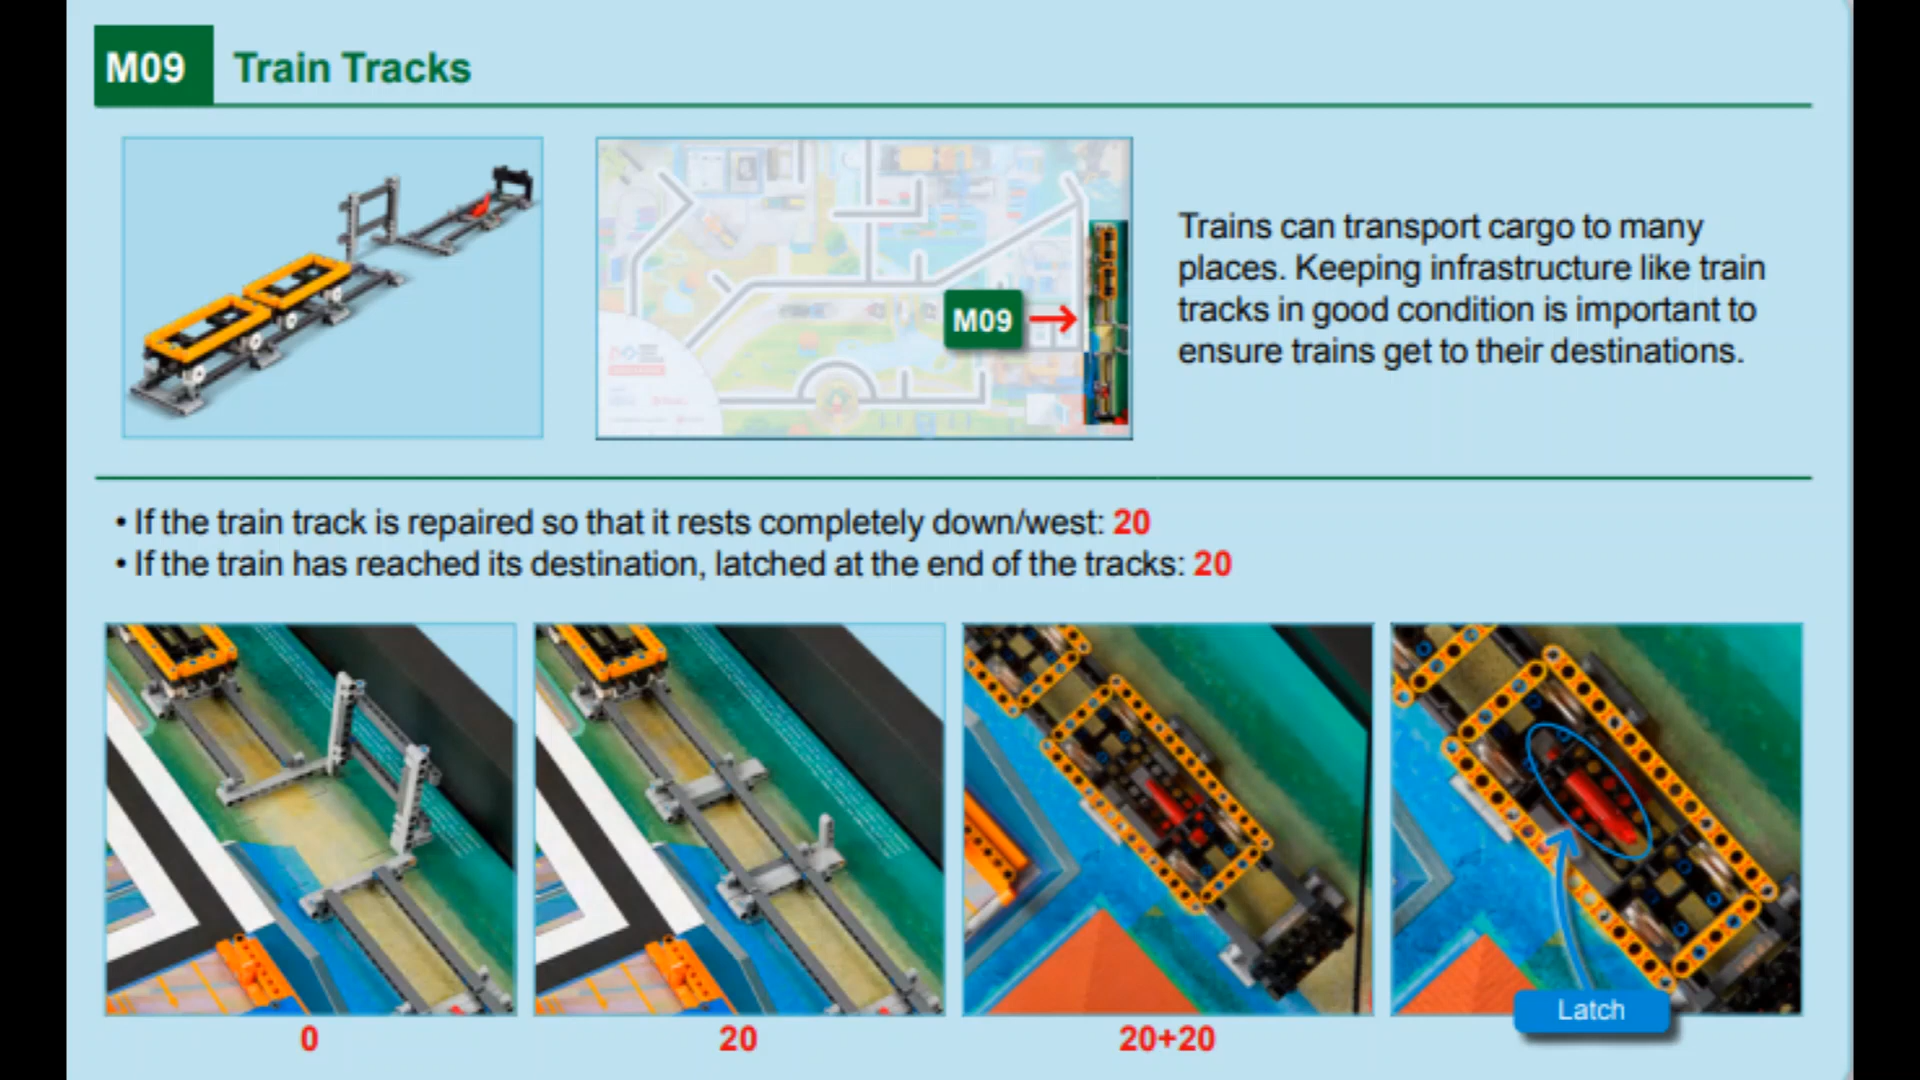 M09 Train Tracks
M09
Trains can transport cargo to many
places. Keeping infrastructure like train
tracks in good condition is important to
ensure trains get to their destinations.
• If the train track is repaired so that it rests completely down/west: 20
• If the train has reached its destination, latched at the end of the tracks: 20
0
20
20+20
Latch